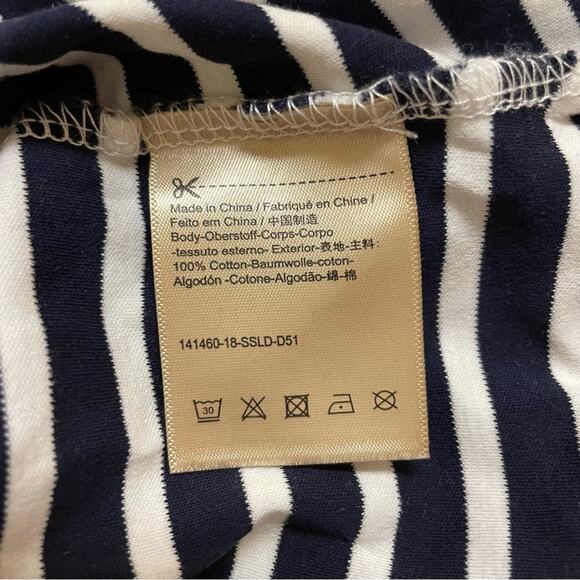 Made in China / Fabriqué en Chine /
Feito em China / 中国制造
Body-Oberstoff-Corps-Corpo
-tessuto esterno- Exterior-表地-主料:
100% Cotton-Baumwolle-coton-
Algodón -Cotone-Algodão-綿-棉
141460-18-SSLD-D51
30